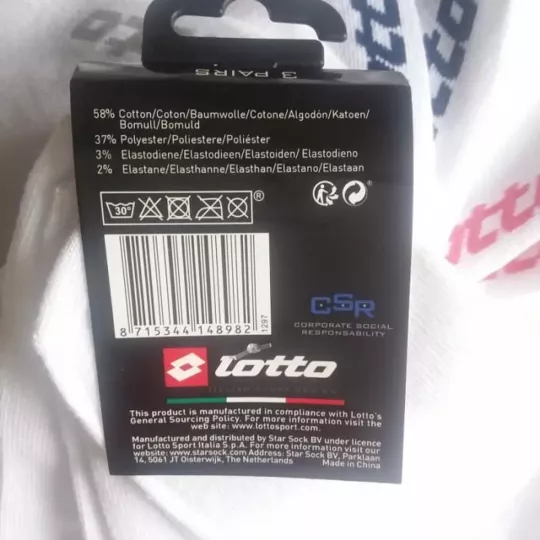 3 PAIRS
58% Cotton/Coton/Baumwolle/Cotone/Algodón/Katoen/
Bomull/Bomuld
37% Polyester/Poliestere/Poliéster
3% Elastodiene/Elastodieen/Elastoiden/ Elastodieno
2% Elastane/Elasthanne/Elasthan/Elastano/Elastaan
30°
®
8 715344 148982
1297
CSR
CORPORATE SOCIAL
RESPONSABILITY
lotto
This product is manufactured in compliance with Lotto's
General Sourcing Policy. For more information visit the
web site: www.lottosport.com.
Manufactured and distributed by Star Sock BV under licence
for Lotto Sport Italia S.p.A. For more information visit our
website: www.starsock.com Address: Star Sock BV, Parklaan
14, 5061 JT Oisterwijk, The Netherlands
Made in China